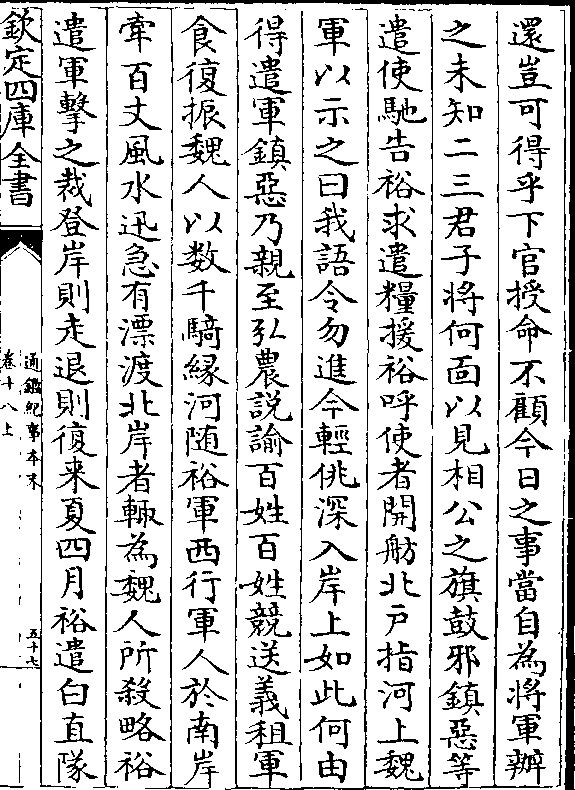 還豈可得乎下官授命不顧今日之事當自為將軍辦
之未知二三君子将何面以見相公之旗鼓邪鎮惡等
遣使馳告裕求遣糧援裕呼使者開舫北户指河上魏
軍以示之曰我語令勿進今輕佻深入岸上如此何由
得遣軍鎮惡乃親至弘農説諭百姓百姓競送義租軍
食復振魏人以数千騎緣河随裕軍西行軍人於南岸
牽百丈風水迅急有漂渡北岸者輙為魏人所殺略裕
遣軍擊之裁登岸則走退則復来夏四月裕遣白直隊
欽定四庫全書
通鑑紀事本末
卷十八上
五十七